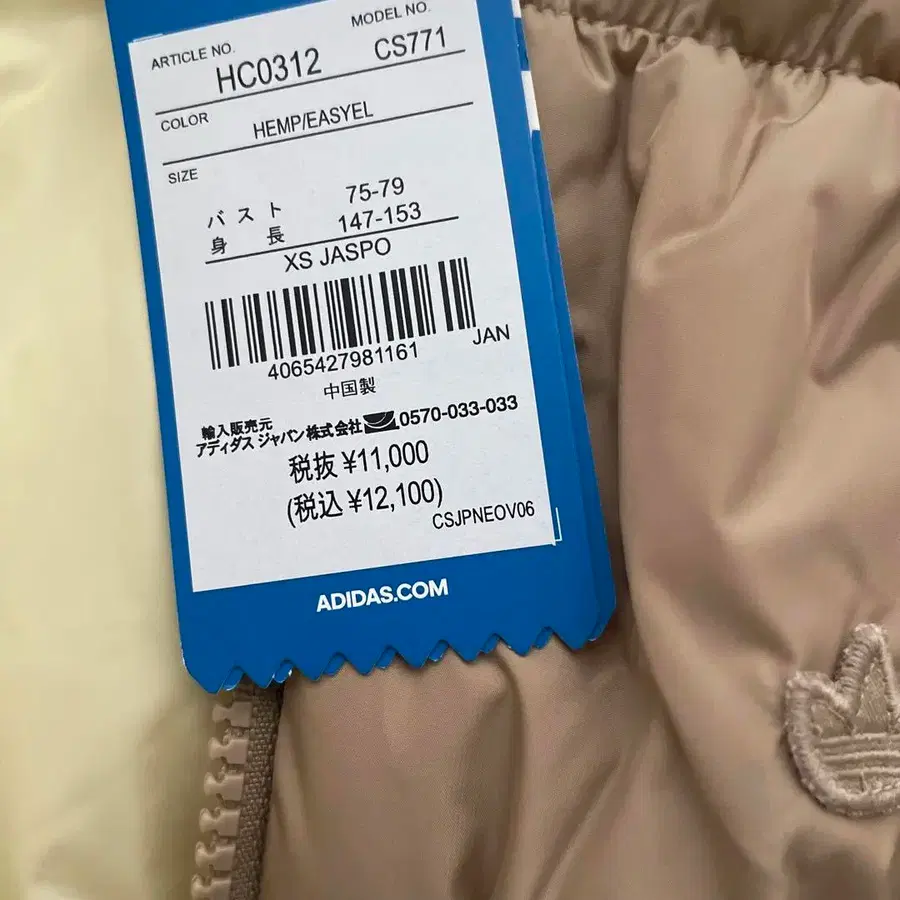 ARTICLE NO. MODEL NO.
HC0312 CS771
COLOR
HEMP/EASYEL
SIZE
バスト 75-79
身長 147-153
XS JASPO
JAN
4065427981161
中国製
輸入販売元
アディダス ジャパン株式会社 0570-033-033
税抜 ¥11,000
(税込 ¥12,100)
CSJPNEOV06
ADIDAS.COM